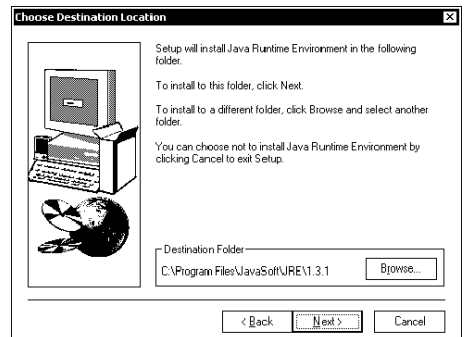 Choose Destination Location
Setup will install Java Runtime Environment in the following
folder.
To install to this folder, click Next.
To install to a different folder, click Browse and select another
folder.
You can choose not to install Java Runtime Environment by
clicking Cancel to exit Setup.
Destination Folder
C:\Program Files\JavaSoft\JRE\1.3.1
Browse...
< Back
Next >
Cancel